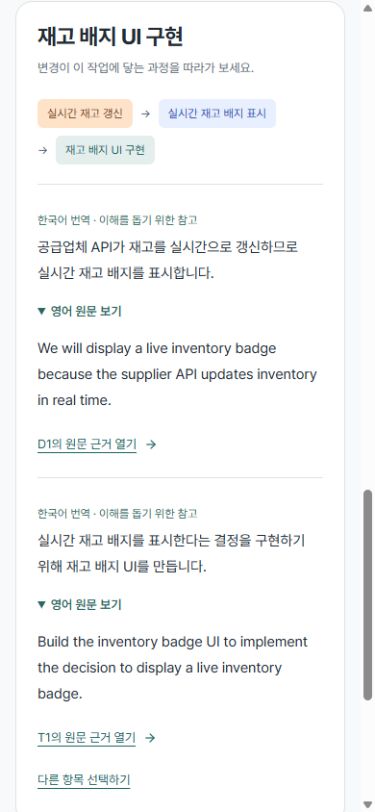 재고 배지 UI 구현
변경이 이 작업에 닿는 과정을 따라가 보세요.
실시간 재고 갱신 → 실시간 재고 배지 표시
→ 재고 배지 UI 구현
한국어 번역 · 이해를 돕기 위한 참고
공급업체 API가 재고를 실시간으로 갱신하므로
실시간 재고 배지를 표시합니다.
▼ 영어 원문 보기
We will display a live inventory badge
because the supplier API updates inventory
in real time.
D1의 원문 근거 열기 →
한국어 번역 · 이해를 돕기 위한 참고
실시간 재고 배지를 표시한다는 결정을 구현하기
위해 재고 배지 UI를 만듭니다.
▼ 영어 원문 보기
Build the inventory badge UI to implement
the decision to display a live inventory
badge.
T1의 원문 근거 열기 →
다른 항목 선택하기